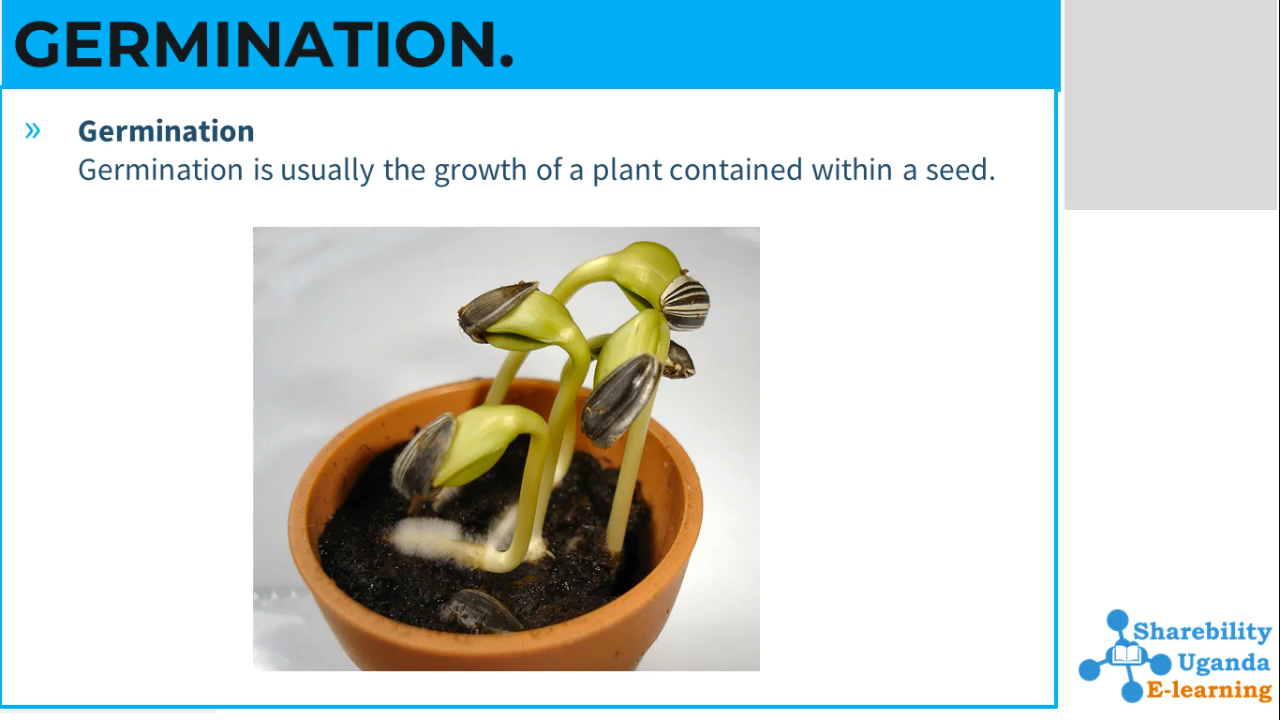 GERMINATION.
» Germination
Germination is usually the growth of a plant contained within a seed.
Sharebility
Uganda
E-learning